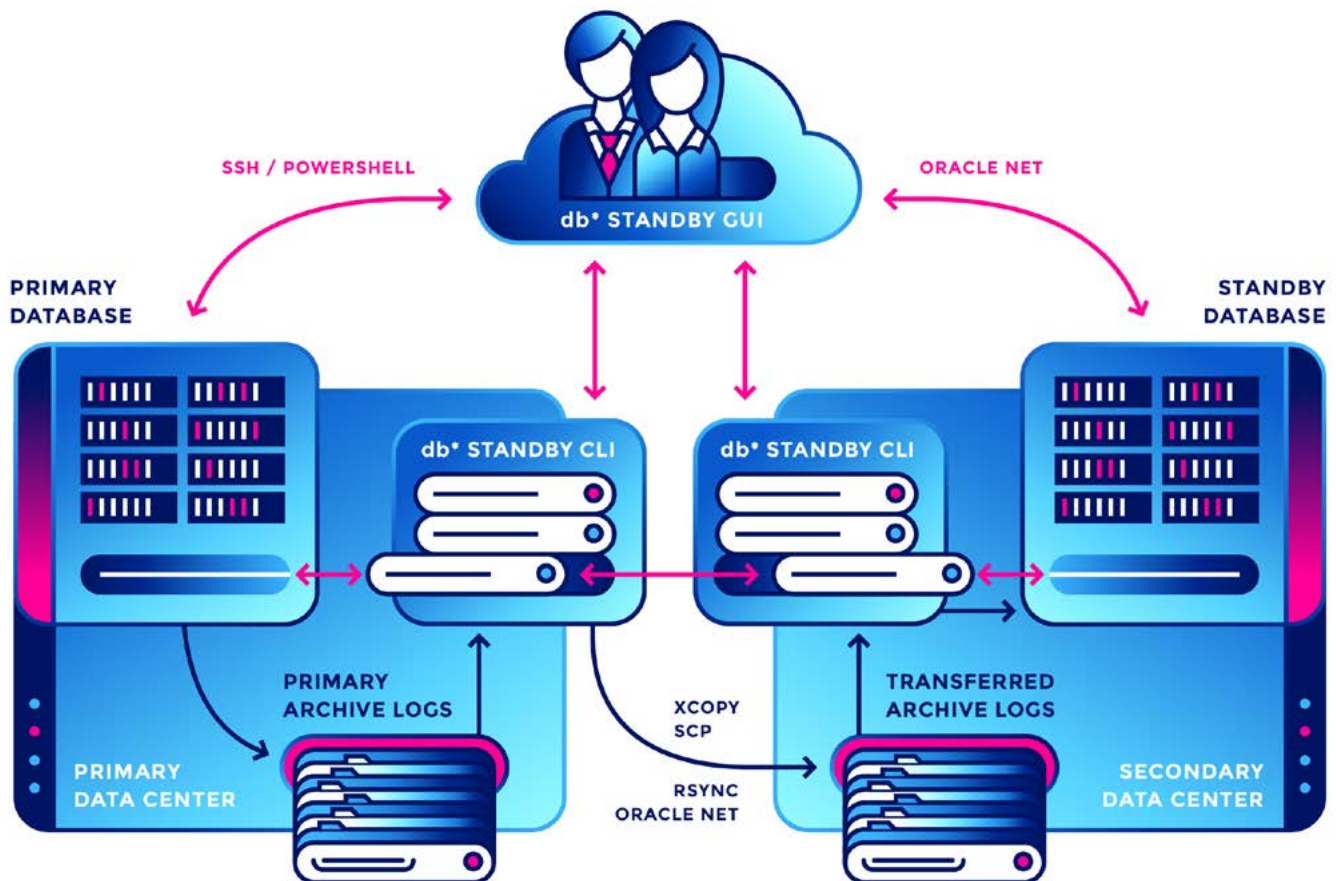 SSH / POWERSHELL
ORACLE NET
db* STANDBY GUI
PRIMARY
DATABASE
STANDBY
DATABASE
db* STANDBY CLI
db* STANDBY CLI
PRIMARY
ARCHIVE LOGS
XCOPY
SCP
RSYNC
ORACLE NET
TRANSFERRED
ARCHIVE LOGS
PRIMARY
DATA CENTER
SECONDARY
DATA CENTER